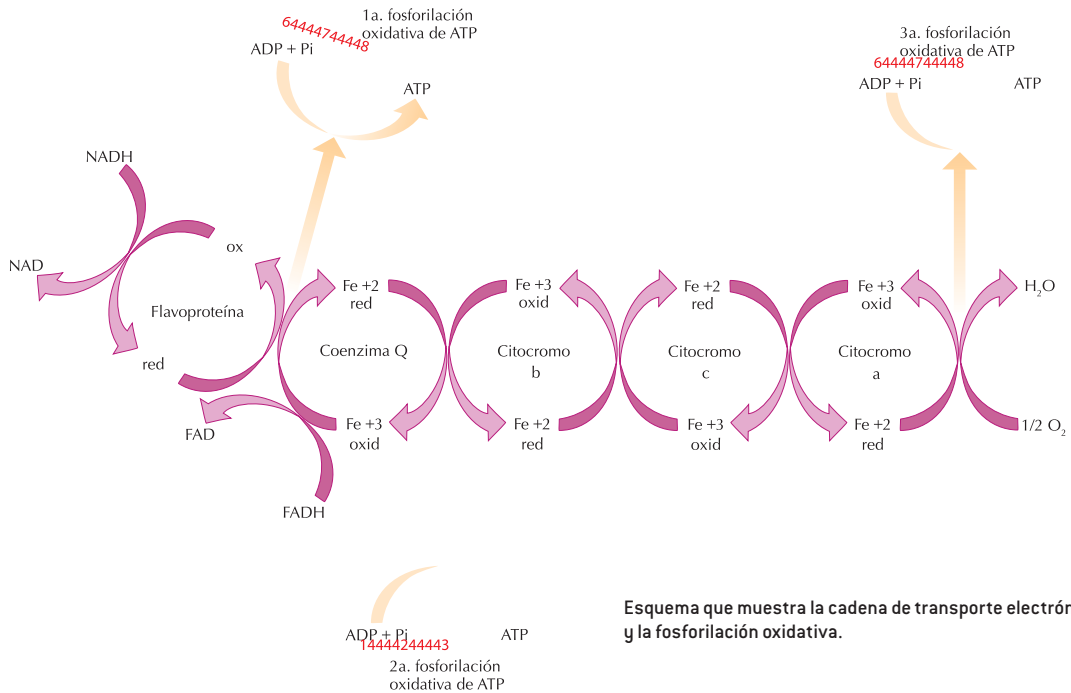 1a. fosforilación
oxidativa de ATP
64444744448
ADP + Pi
ATP
3a. fosforilación
oxidativa de ATP
64444744448
ADP + Pi
ATP
NADH
NAD
ox
Flavoproteína
red
FAD
FADH
Fe +2
red
Coenzima Q
Fe +3
oxid
Fe +3
oxid
Citocromo
b
Fe +2
red
Fe +2
red
Citocromo
c
Fe +3
oxid
Fe +3
oxid
Citocromo
a
Fe +2
red
H2O
1/2 O2
ADP + Pi
ATP
14444244443
2a. fosforilación
oxidativa de ATP
Esquema que muestra la cadena de transporte electrón
y la fosforilación oxidativa.